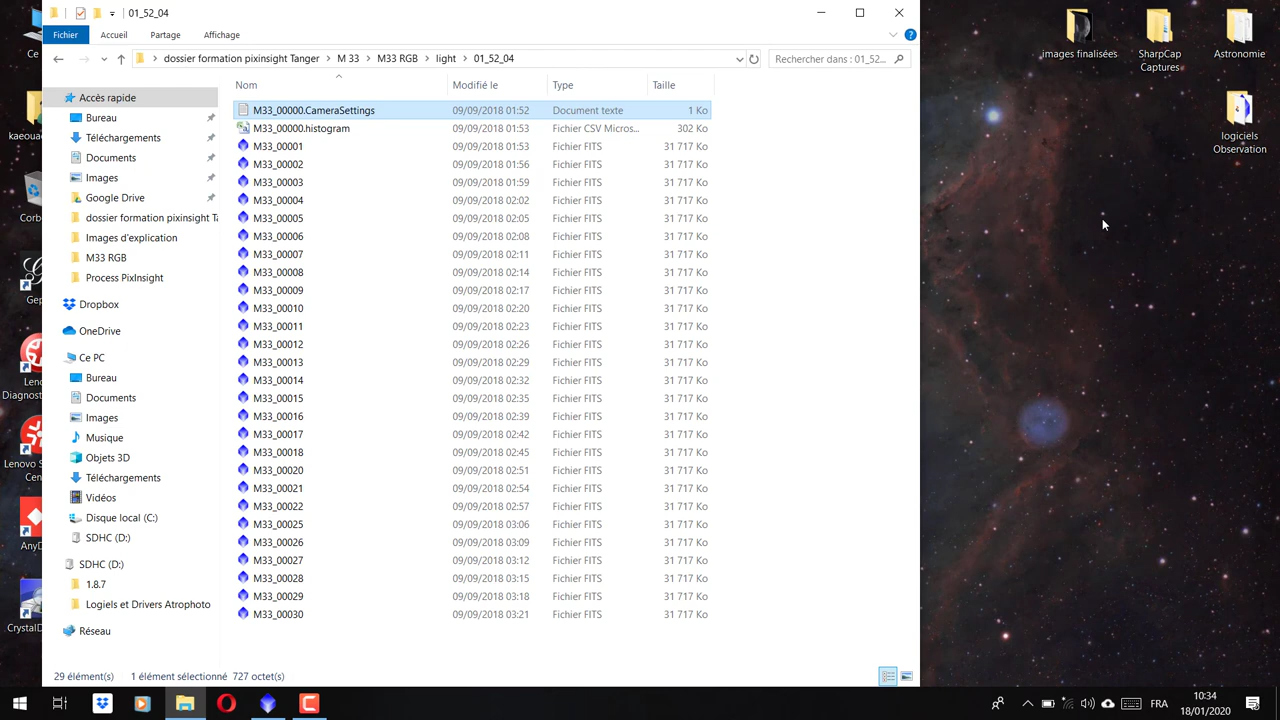 01_52_04
Fichier Accueil Partage Affichage
dossier formation pixinsight Tanger M 33 M33 RGB light 01_52_04 Rechercher dans : 01_52...
Nom Modifié le Type Taille
Accès rapide
Bureau
Téléchargements
Documents
Images
Google Drive
dossier formation pixinsight Ta
Images d'explication
M33 RGB
Process PixInsight
Dropbox
OneDrive
Ce PC
Bureau
Documents
Images
Musique
Objets 3D
Téléchargements
Vidéos
Disque local (C:)
SDHC (D:)
SDHC (D:)
1.8.7
Logiels et Drivers Atrophoto
Réseau
M33_00000.CameraSettings 09/09/2018 01:52 Document texte 1 Ko
M33_00000.histogram 09/09/2018 01:53 Fichier CSV Micros... 302 Ko
M33_00001 09/09/2018 01:53 Fichier FITS 31 717 Ko
M33_00002 09/09/2018 01:56 Fichier FITS 31 717 Ko
M33_00003 09/09/2018 01:59 Fichier FITS 31 717 Ko
M33_00004 09/09/2018 02:02 Fichier FITS 31 717 Ko
M33_00005 09/09/2018 02:05 Fichier FITS 31 717 Ko
M33_00006 09/09/2018 02:08 Fichier FITS 31 717 Ko
M33_00007 09/09/2018 02:11 Fichier FITS 31 717 Ko
M33_00008 09/09/2018 02:14 Fichier FITS 31 717 Ko
M33_00009 09/09/2018 02:17 Fichier FITS 31 717 Ko
M33_00010 09/09/2018 02:20 Fichier FITS 31 717 Ko
M33_00011 09/09/2018 02:23 Fichier FITS 31 717 Ko
M33_00012 09/09/2018 02:26 Fichier FITS 31 717 Ko
M33_00013 09/09/2018 02:29 Fichier FITS 31 717 Ko
M33_00014 09/09/2018 02:32 Fichier FITS 31 717 Ko
M33_00015 09/09/2018 02:35 Fichier FITS 31 717 Ko
M33_00016 09/09/2018 02:39 Fichier FITS 31 717 Ko
M33_00017 09/09/2018 02:42 Fichier FITS 31 717 Ko
M33_00018 09/09/2018 02:45 Fichier FITS 31 717 Ko
M33_00020 09/09/2018 02:51 Fichier FITS 31 717 Ko
M33_00021 09/09/2018 02:54 Fichier FITS 31 717 Ko
M33_00022 09/09/2018 02:57 Fichier FITS 31 717 Ko
M33_00025 09/09/2018 03:06 Fichier FITS 31 717 Ko
M33_00026 09/09/2018 03:09 Fichier FITS 31 717 Ko
M33_00027 09/09/2018 03:12 Fichier FITS 31 717 Ko
M33_00028 09/09/2018 03:15 Fichier FITS 31 717 Ko
M33_00029 09/09/2018 03:18 Fichier FITS 31 717 Ko
M33_00030 09/09/2018 03:21 Fichier FITS 31 717 Ko
29 élément(s) 1 élément sélectionné 727 octet(s)
kaeoua
Corb
Gep
Leno
Diagnost
Lenovo S
AnyD
CrystalD
images finalisées
SharpCap
Captures
Astronomie
logiciels
Observation
FRA
10:34
18/01/2020